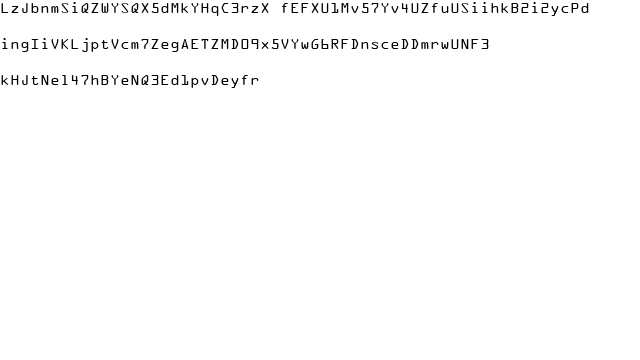 LzJbnmSiQZWYSQX5dMkYHqC3rzX fEFXU1Mv57Yv4UZfuUSiihkB2i2ycPd
ingIiVKLjptVcm7ZegAETZMDO9x5VYwG6RFDnsceDDmrwUNF3
kHJtNel47hBYeNQ3Ed1pvDeyfr